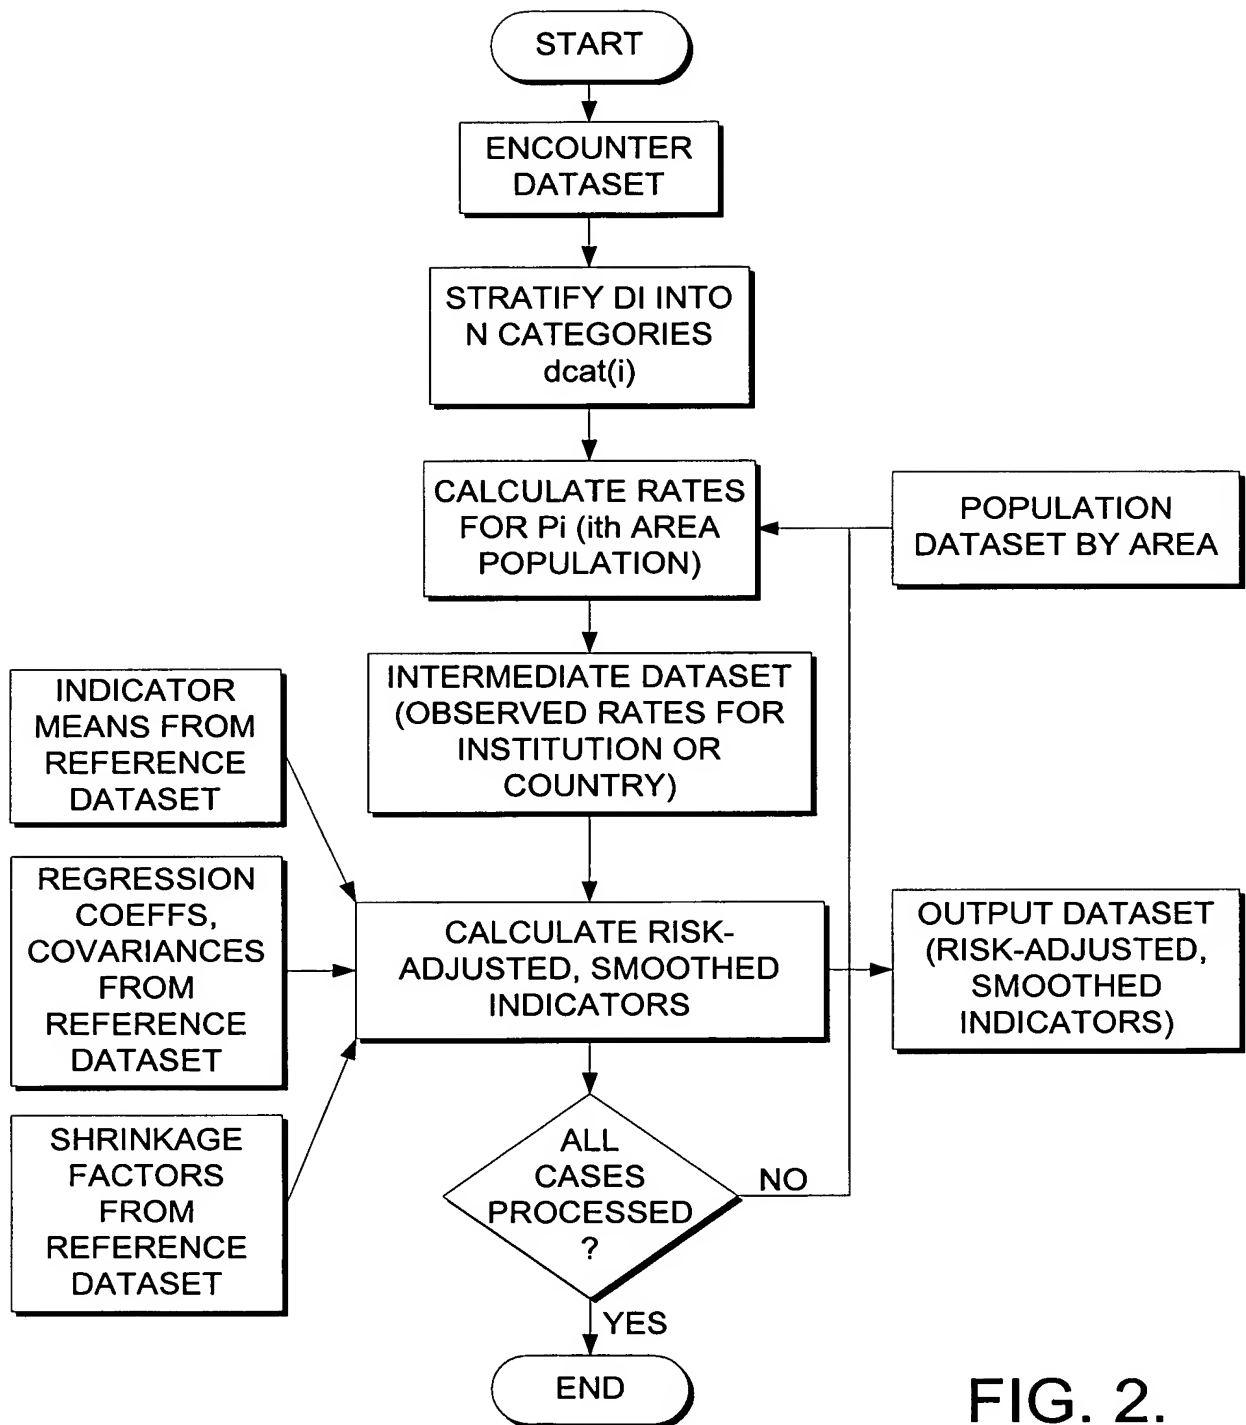 START
ENCOUNTER
DATASET
STRATIFY DI INTO
N CATEGORIES
dcat(i)
CALCULATE RATES
FOR Pi (ith AREA
POPULATION)
POPULATION
DATASET BY AREA
INTERMEDIATE DATASET
(OBSERVED RATES FOR
INSTITUTION OR
COUNTRY)
INDICATOR
MEANS FROM
REFERENCE
DATASET
REGRESSION
COEFFS,
COVARIANCES
FROM
REFERENCE
DATASET
CALCULATE RISK-
ADJUSTED, SMOOTHED
INDICATORS
OUTPUT DATASET
(RISK-ADJUSTED,
SMOOTHED
INDICATORS)
SHRINKAGE
FACTORS
FROM
REFERENCE
DATASET
ALL
CASES
PROCESSED
?
NO
YES
END
FIG. 2.